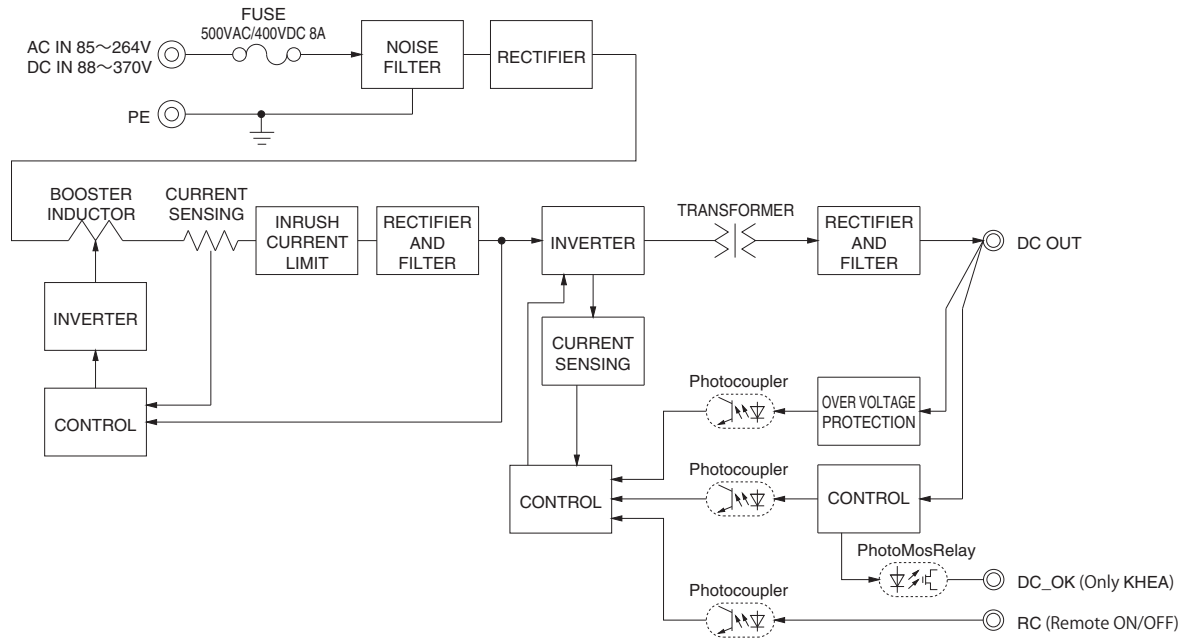 FUSE
500VAC/400VDC 8A
AC IN 85～264V
DC IN 88～370V
NOISE
FILTER
RECTIFIER
PE
BOOSTER
INDUCTOR
CURRENT
SENSING
INRUSH
CURRENT
LIMIT
RECTIFIER
AND
FILTER
INVERTER
TRANSFORMER
RECTIFIER
AND
FILTER
DC OUT
INVERTER
CURRENT
SENSING
CONTROL
Photocoupler
OVER VOLTAGE
PROTECTION
Photocoupler
CONTROL
CONTROL
PhotoMosRelay
DC_OK (Only KHEA)
Photocoupler
RC (Remote ON/OFF)